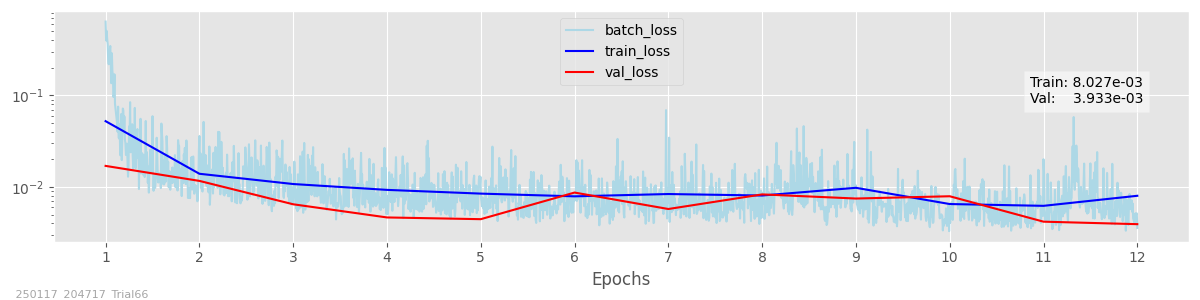 batch_loss
train_loss
val_loss
Train: 8.027e-03
Val: 3.933e-03
10⁻¹
10⁻²
1 2 3 4 5 6 7 8 9 10 11 12
Epochs
250117_204717_Trial66